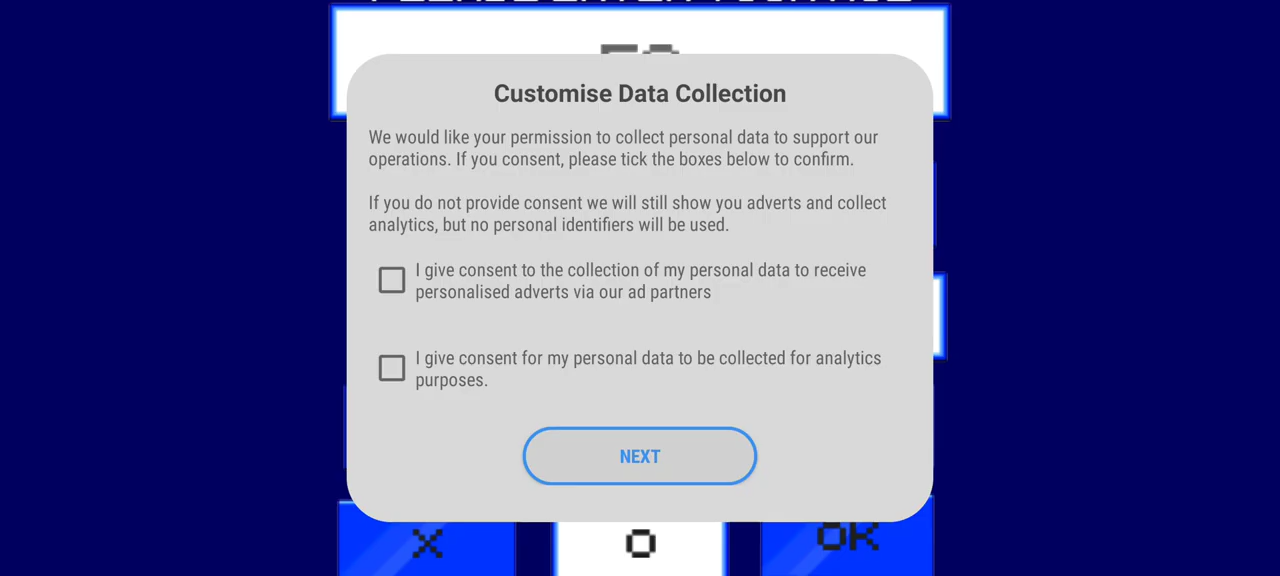 Customise Data Collection
We would like your permission to collect personal data to support our
operations. If you consent, please tick the boxes below to confirm.
If you do not provide consent we will still show you adverts and collect
analytics, but no personal identifiers will be used.
I give consent to the collection of my personal data to receive
personalised adverts via our ad partners
I give consent for my personal data to be collected for analytics
purposes.
NEXT
X 0 OK